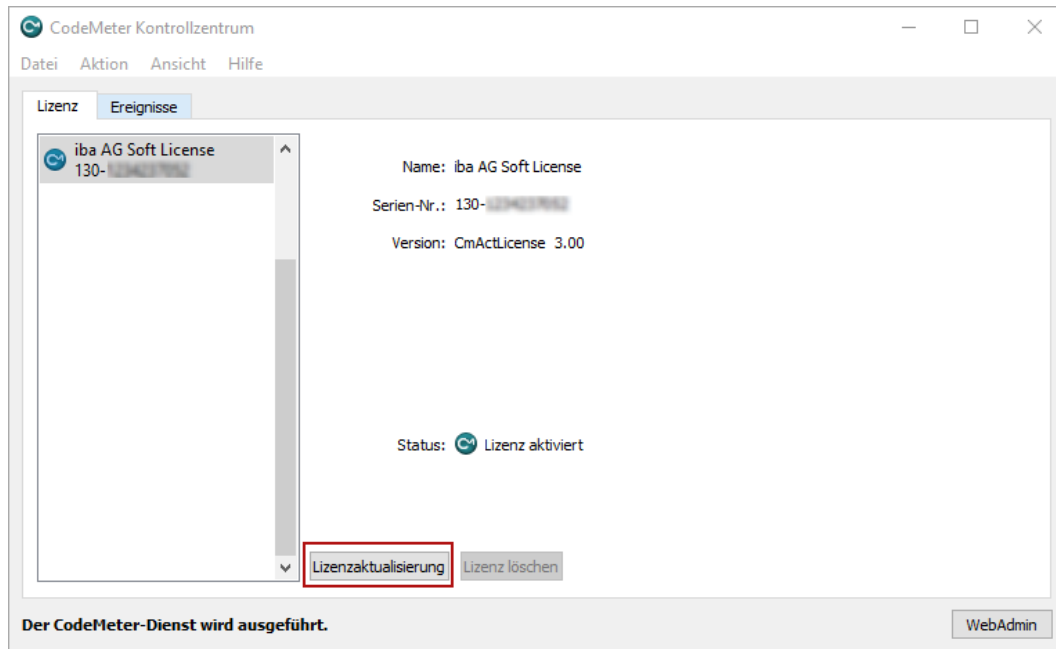 CodeMeter Kontrollzentrum
Datei Aktion Ansicht Hilfe
Lizenz Ereignisse
iba AG Soft License
130-
Name: iba AG Soft License
Serien-Nr.: 130-
Version: CmActLicense 3.00
Status: Lizenz aktiviert
Lizenzaktualisierung Lizenz löschen
Der CodeMeter-Dienst wird ausgeführt.
WebAdmin